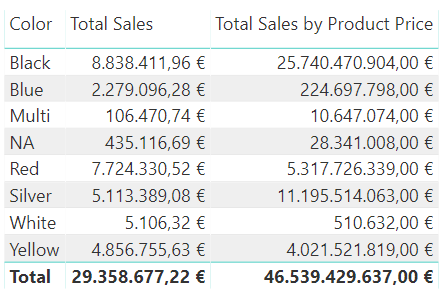 Color Total Sales Total Sales by Product Price
Black 8.838.411,96 € 25.740.470.904,00 €
Blue 2.279.096,28 € 224.697.798,00 €
Multi 106.470,74 € 10.647.074,00 €
NA 435.116,69 € 28.341.008,00 €
Red 7.724.330,52 € 5.317.726.339,00 €
Silver 5.113.389,08 € 11.195.514.063,00 €
White 5.106,32 € 510.632,00 €
Yellow 4.856.755,63 € 4.021.521.819,00 €
Total 29.358.677,22 € 46.539.429.637,00 €